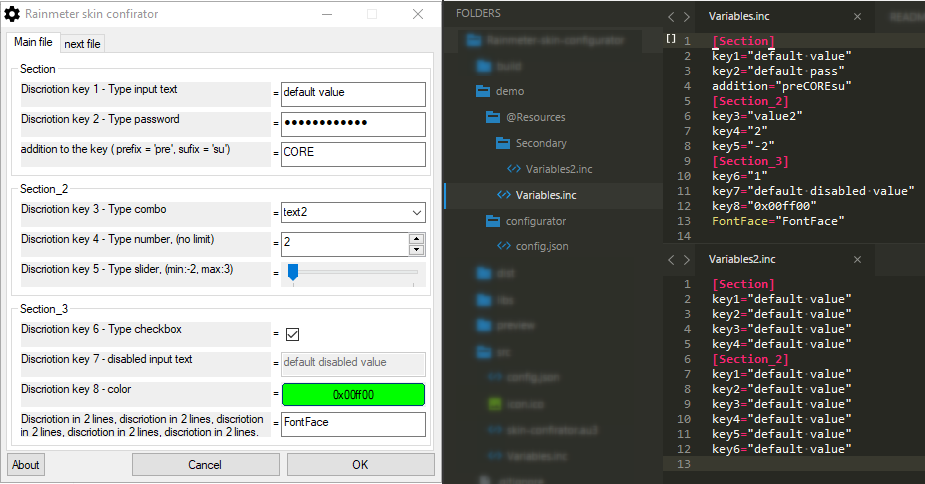 Rainmeter skin confirator
Main file
next file
Section
Discriotion key 1 - Type input text
=
default value
Discriotion key 2 - Type password
=
••••••••••••
addition to the key ( prefix = 'pre', sufix = 'su')
=
CORE
Section_2
Discriotion key 3 - Type combo
=
text2
Discriotion key 4 - Type number, (no limit)
=
2
Discriotion key 5 - Type slider, (min:-2, max:3)
=
Section_3
Discriotion key 6 - Type checkbox
=
Discriotion key 7 - disabled input text
=
default disabled value
Discriotion key 8 - color
=
0x00ff00
Discriotion in 2 lines, discriotion in 2 lines, discriotion
in 2 lines, discriotion in 2 lines, discriotion in 2 lines.
=
FontFace
About
Cancel
OK
FOLDERS
Rainmeter-skin-configurator
build
demo
@Resources
Secondary
Variables2.inc
Variables.inc
configurator
config.json
dist
libs
preview
src
config.json
icon.ico
skin-confirator.au3
Variables.inc
Variables.inc
README
[] 1 [Section]
2 key1="default·value"
3 key2="default·pass"
4 addition="preCOREsu"
5 [Section_2]
6 key3="value2"
7 key4="2"
8 key5="-2"
9 [Section_3]
10 key6="1"
11 key7="default·disabled·value"
12 key8="0x00ff00"
13 FontFace="FontFace"
14
Variables2.inc
1 [Section]
2 key1="default·value"
3 key2="default·value"
4 key3="default·value"
5 key4="default·value"
6 [Section_2]
7 key1="default·value"
8 key2="default·value"
9 key3="default·value"
10 key4="default·value"
11 key5="default·value"
12 key6="default·value"
13